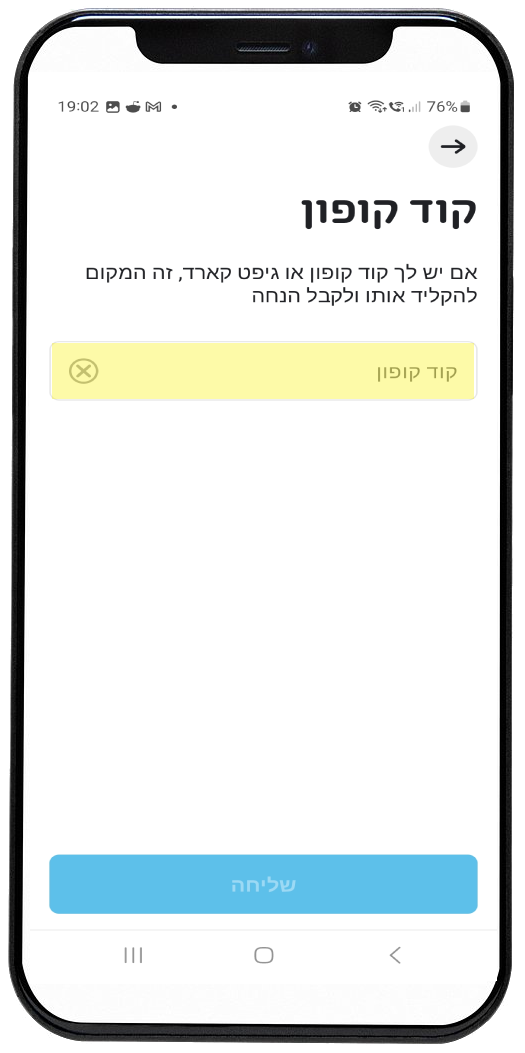 19:02
76%
קוד קופון
אם יש לך קוד קופון או גיפט קארד, זה המקום
להקליד אותו ולקבל הנחה
קוד קופון
שליחה